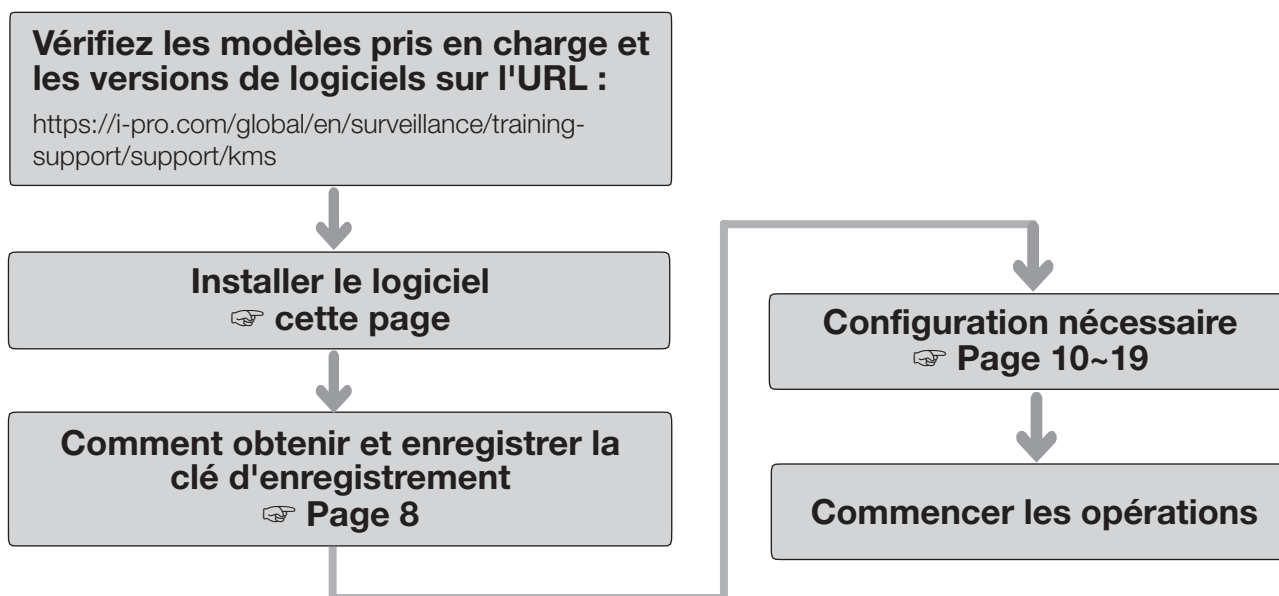 Vérifiez les modèles pris en charge et
les versions de logiciels sur l'URL :
https://i-pro.com/global/en/surveillance/training-
support/support/kms
Installer le logiciel
☞ cette page
Comment obtenir et enregistrer la
clé d'enregistrement
☞ Page 8
Configuration nécessaire
☞ Page 10~19
Commencer les opérations